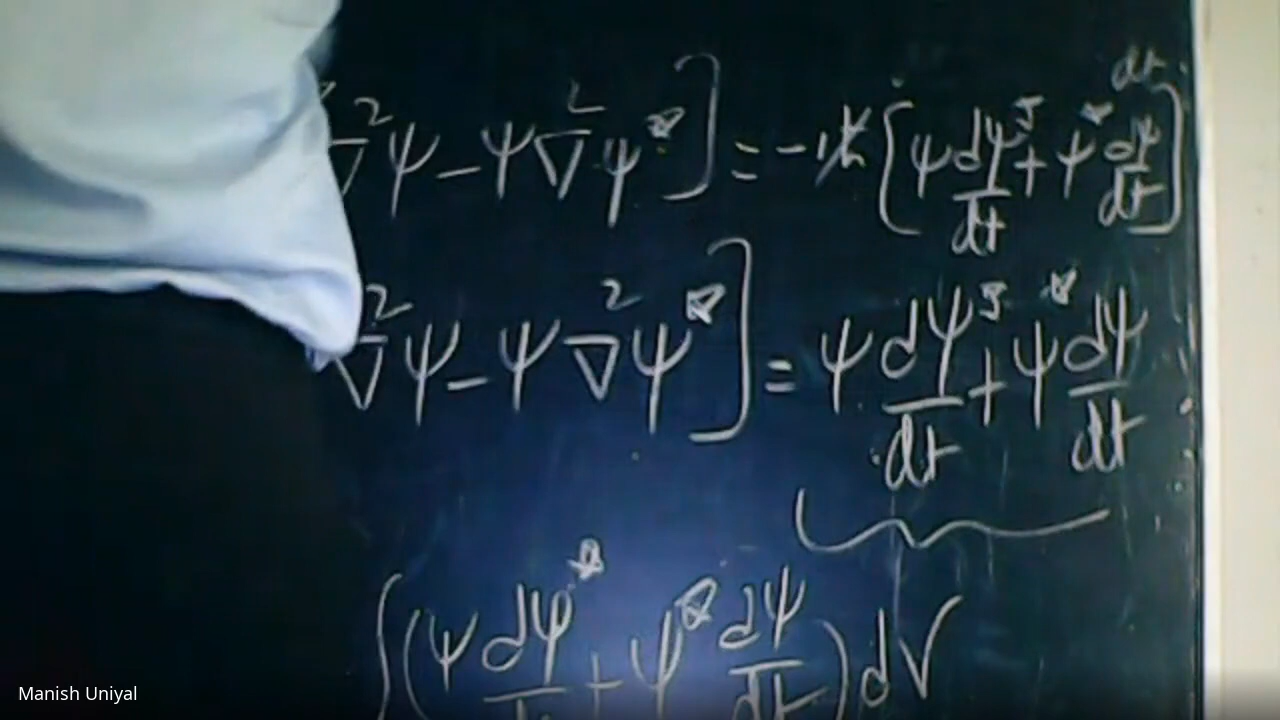 dt
∇²ψ - ψ∇²ψ*] = -iħ[ψ dψ*/dt + ψ* dψ/dt]
∇²ψ - ψ∇²ψ*] = ψ dψ*/dt + ψ* dψ/dt
∫(ψ dψ*/dt + ψ* dψ/dt) dV
Manish Uniyal